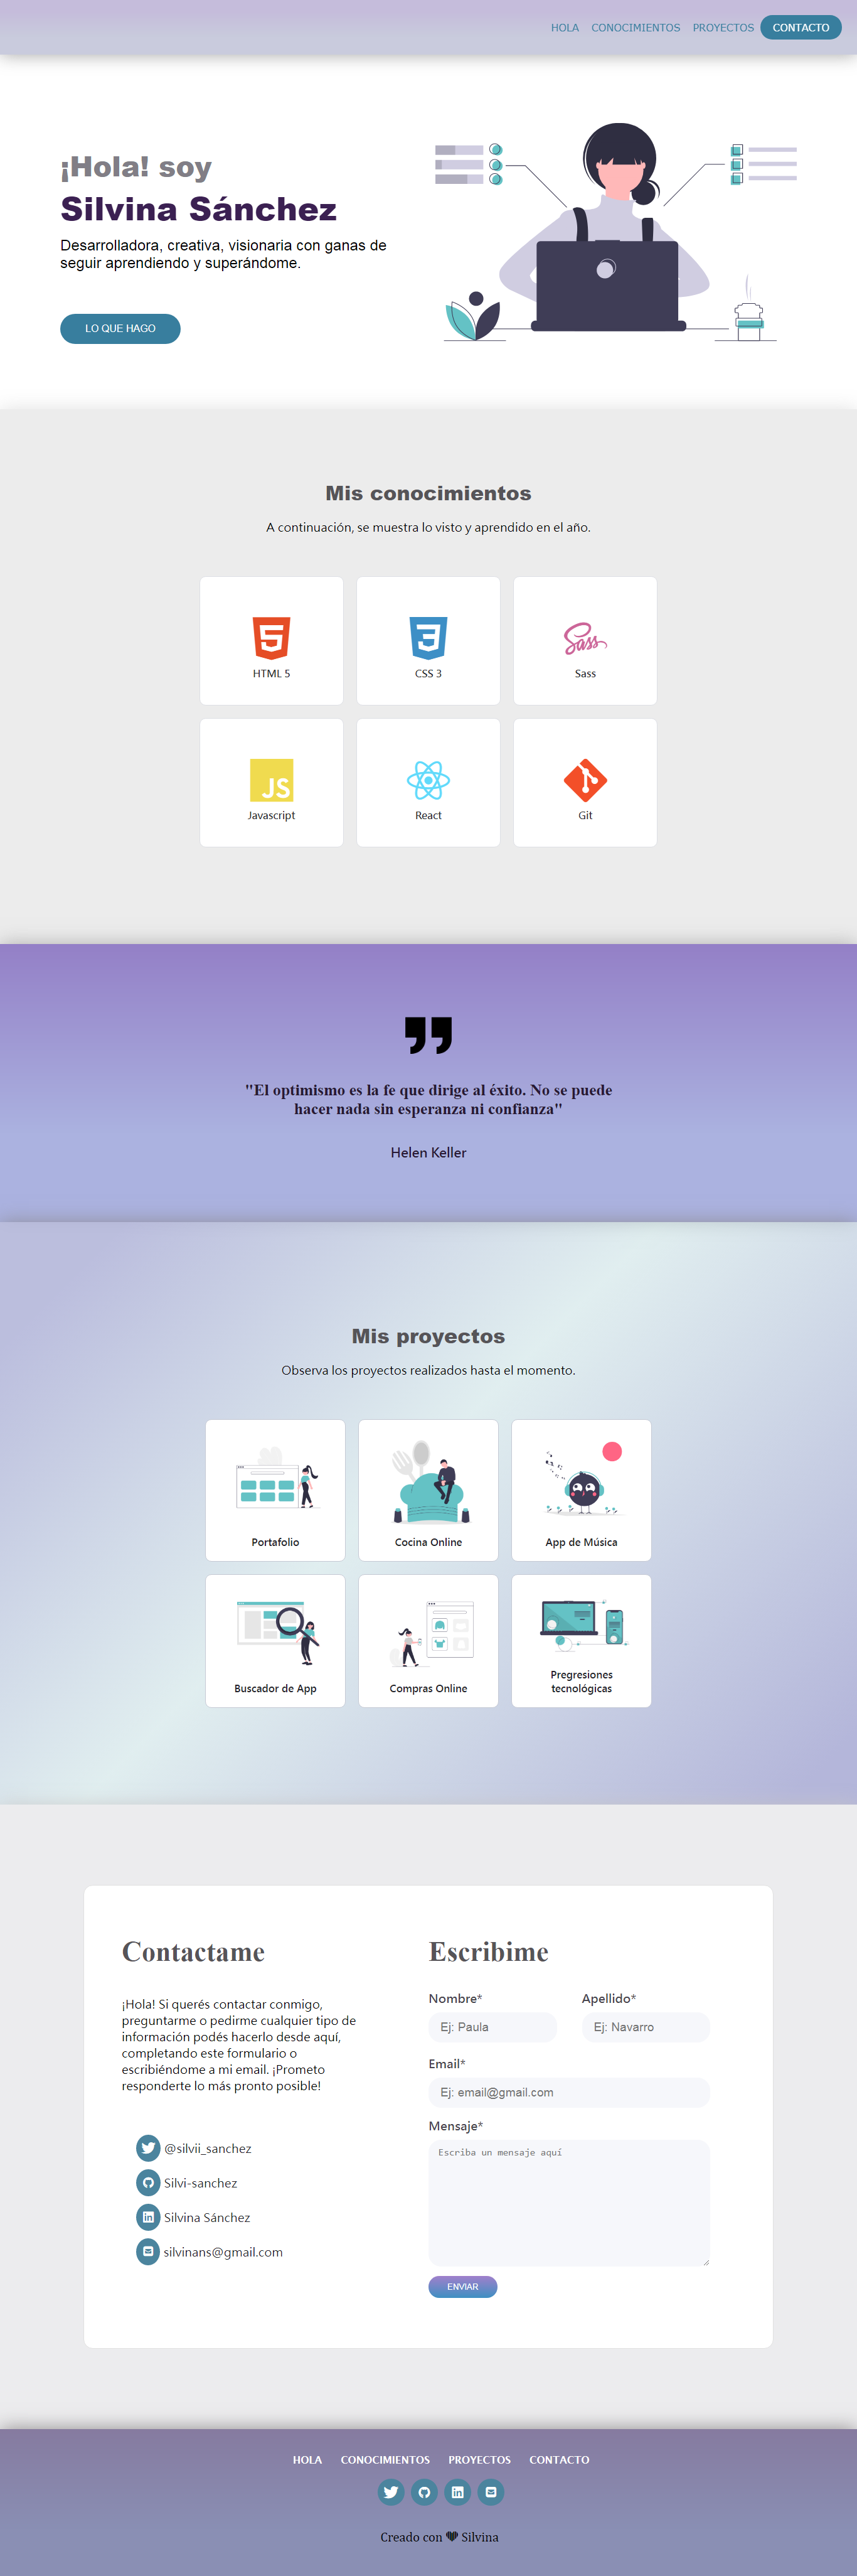 HOLA CONOCIMIENTOS PROYECTOS CONTACTO
¡Hola! soy
Silvina Sánchez
Desarrolladora, creativa, visionaria con ganas de
seguir aprendiendo y superándome.
LO QUE HAGO
Mis conocimientos
A continuación, se muestra lo visto y aprendido en el año.
HTML 5
CSS 3
Sass
JS
Javascript
React
Git
"El optimismo es la fe que dirige al éxito. No se puede
hacer nada sin esperanza ni confianza"
Helen Keller
Mis proyectos
Observa los proyectos realizados hasta el momento.
Portafolio
Cocina Online
App de Música
Buscador de App
Compras Online
Pregresiones
tecnológicas
Contactame
¡Hola! Si querés contactar conmigo,
preguntarme o pedirme cualquier tipo de
información podés hacerlo desde aquí,
completando este formulario o
escribiéndome a mi email. ¡Prometo
responderte lo más pronto posible!
@silvii_sanchez
Silvi-sanchez
Silvina Sánchez
silvinans@gmail.com
Escribime
Nombre* Apellido*
Ej: Paula Ej: Navarro
Email*
Ej: email@gmail.com
Mensaje*
Escriba un mensaje aquí
ENVIAR
HOLA CONOCIMIENTOS PROYECTOS CONTACTO
Creado con 🖤 Silvina